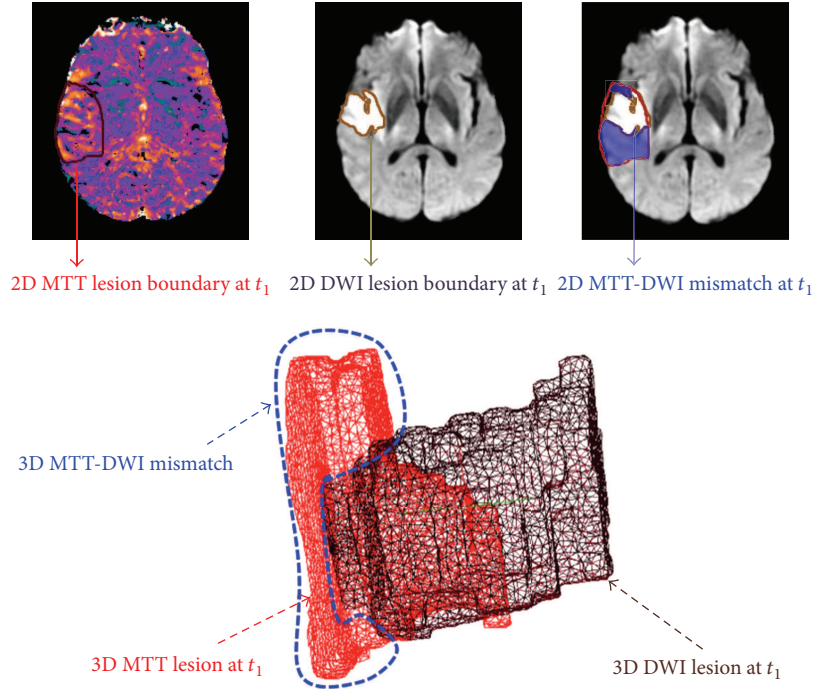 2D MTT lesion boundary at t₁
2D DWI lesion boundary at t₁
2D MTT-DWI mismatch at t₁
3D MTT-DWI mismatch
3D MTT lesion at t₁
3D DWI lesion at t₁